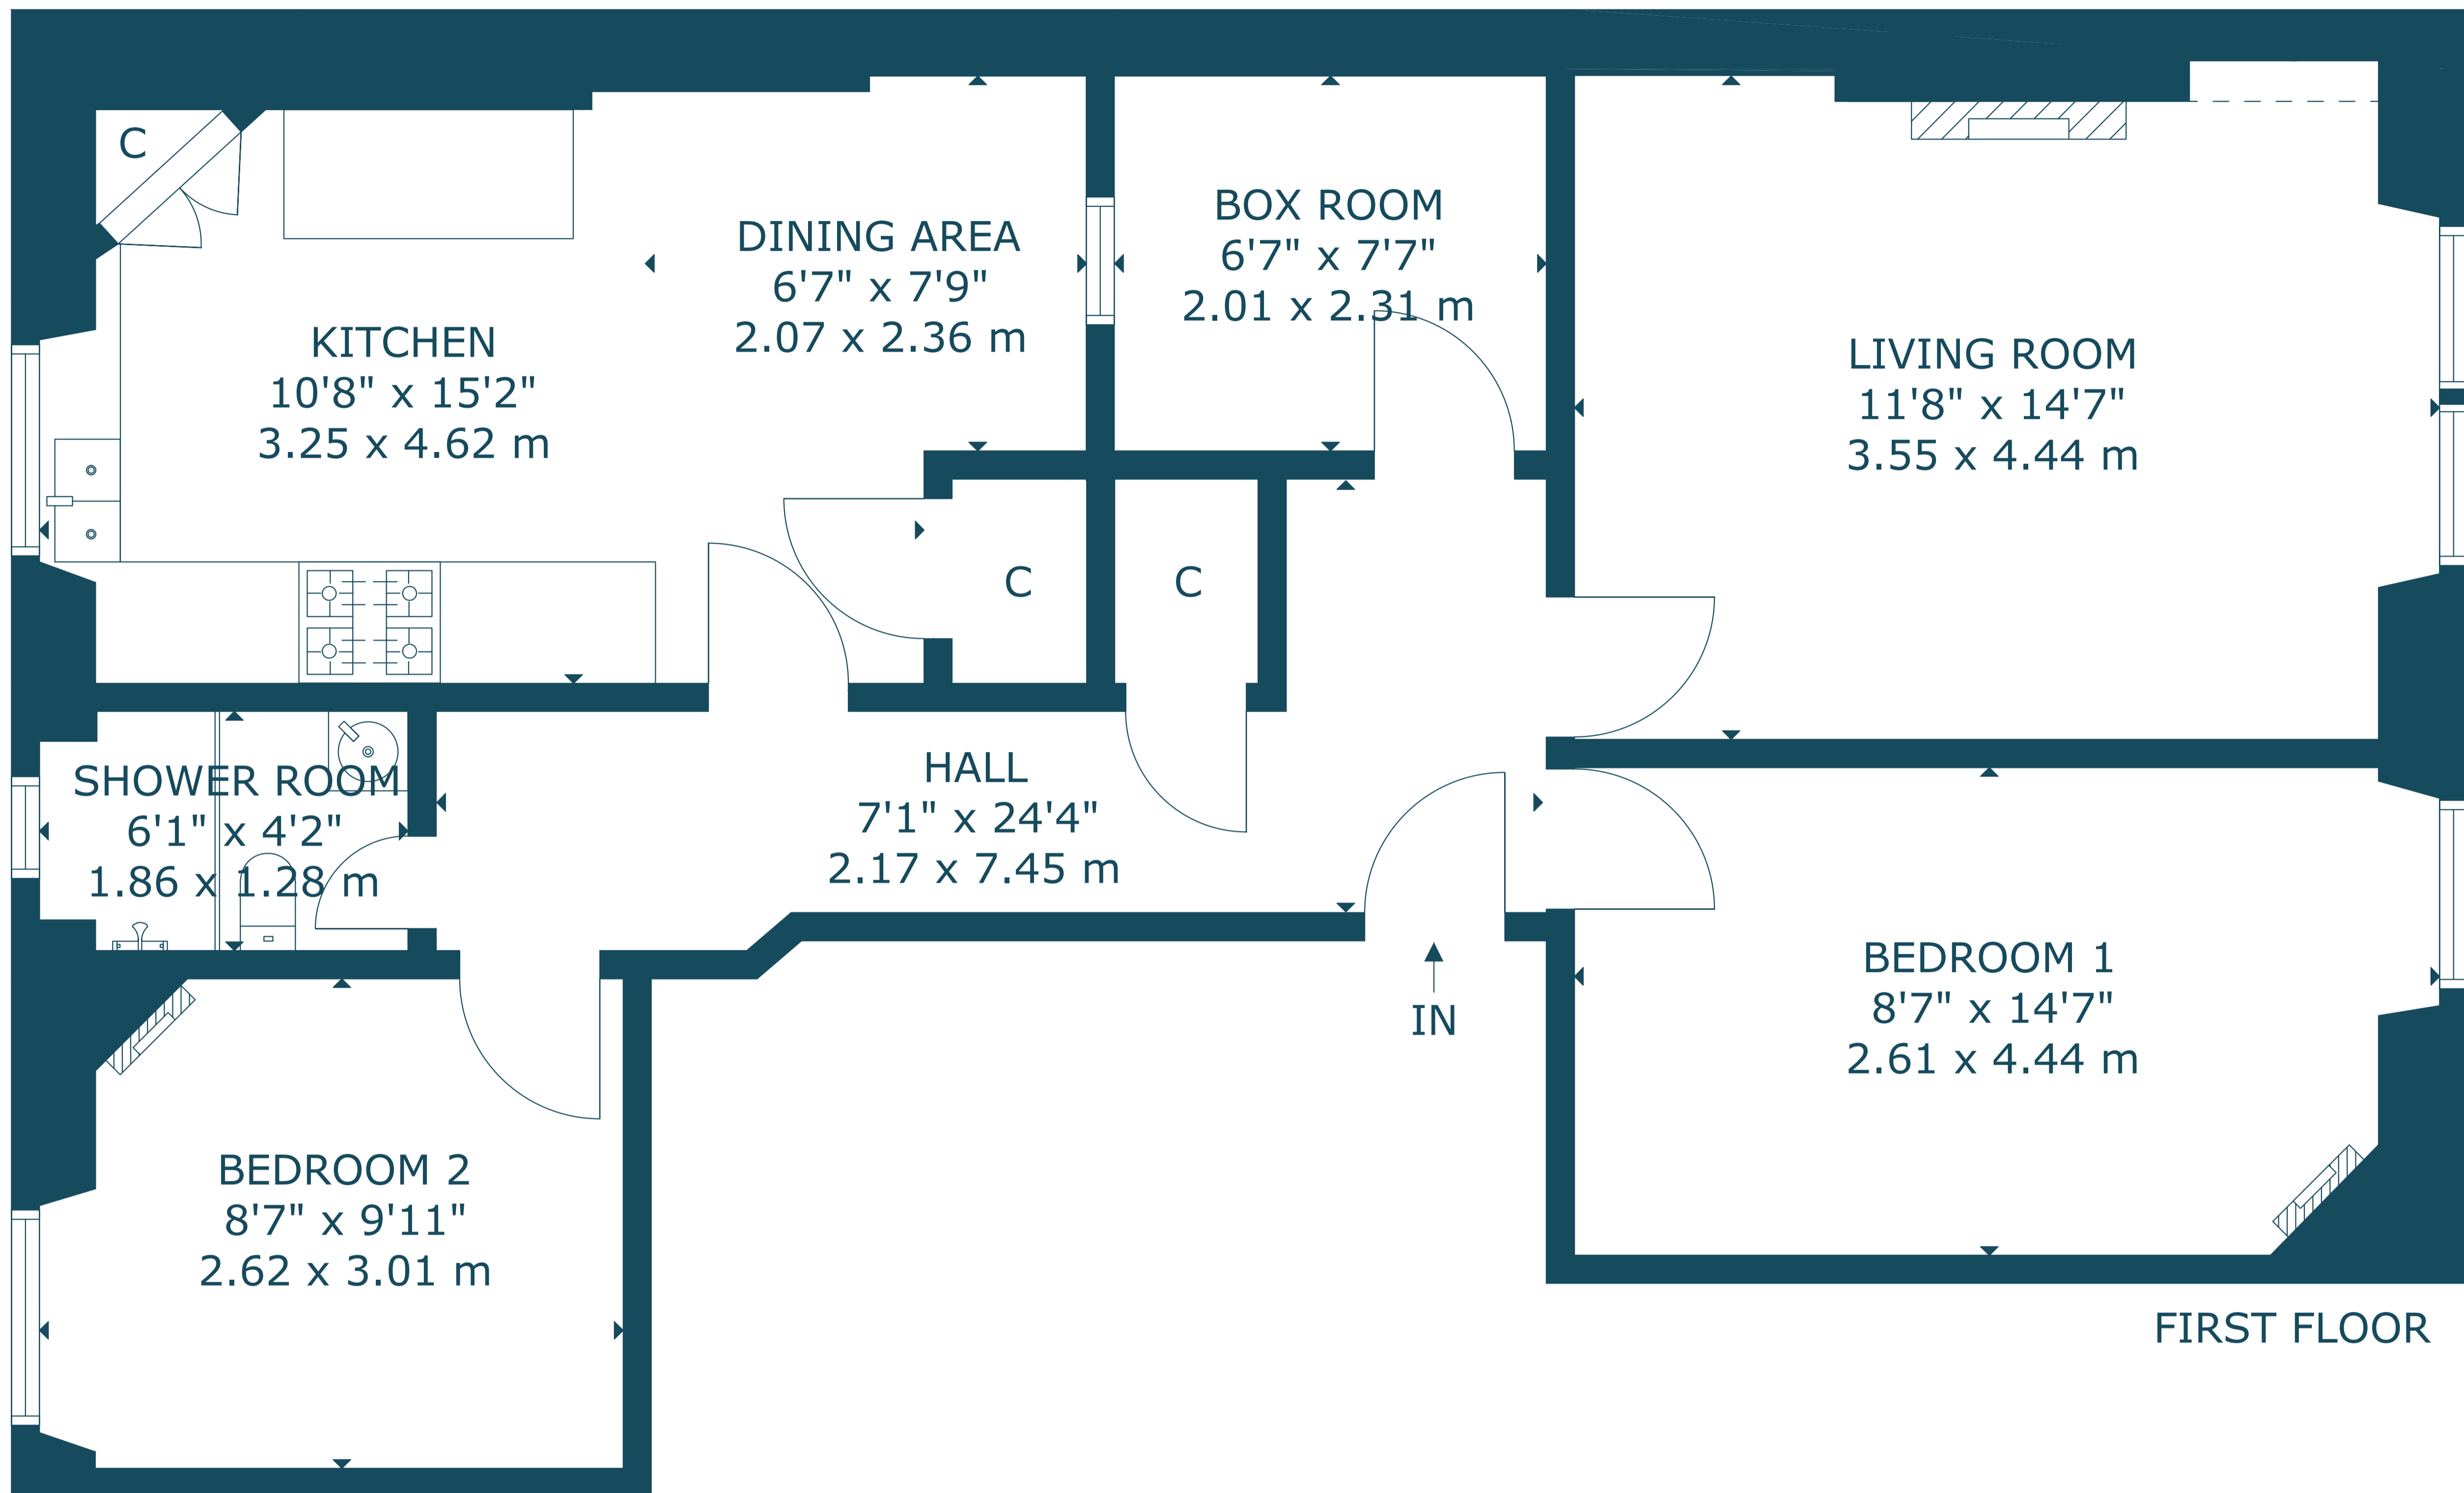 C
KITCHEN
10'8" x 15'2"
3.25 x 4.62 m
DINING AREA
6'7" x 7'9"
2.07 x 2.36 m
BOX ROOM
6'7" x 7'7"
2.01 x 2.31 m
LIVING ROOM
11'8" x 14'7"
3.55 x 4.44 m
C
C
SHOWER ROOM
6'1" x 4'2"
1.86 x 1.28 m
HALL
7'1" x 24'4"
2.17 x 7.45 m
IN
BEDROOM 1
8'7" x 14'7"
2.61 x 4.44 m
BEDROOM 2
8'7" x 9'11"
2.62 x 3.01 m
FIRST FLOOR